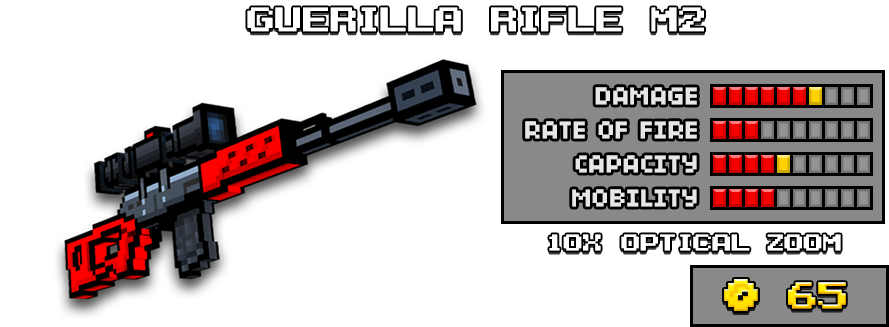 GUERILLA RIFLE M2
DAMAGE
RATE OF FIRE
CAPACITY
MOBILITY
10X OPTICAL ZOOM
65